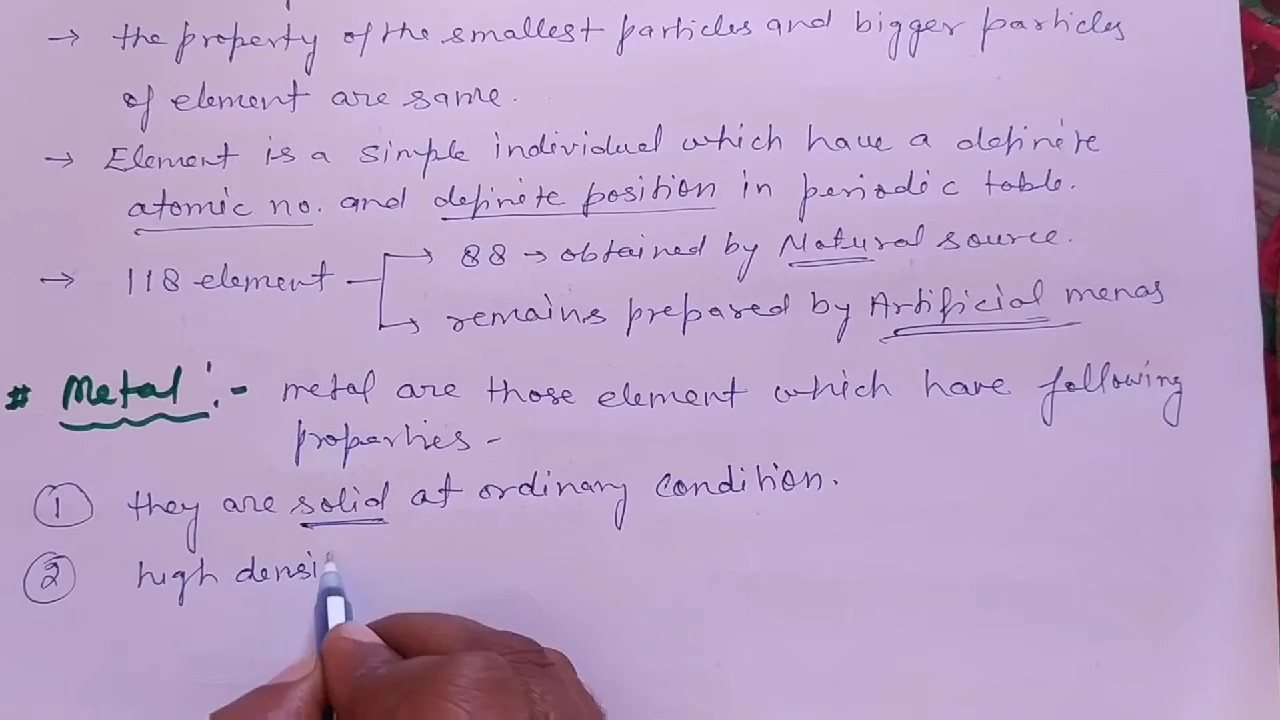 → the property of the smallest particles and bigger particles
of element are same.
→ Element is a simple individual which have a definite
atomic no. and definite position in periodic table.
→ 118 element → 88 → obtained by Natural source.
→ remains prepared by Artificial menas
# Metal :- metal are those element which have following
properties -
① they are solid at ordinary condition.
② high densi